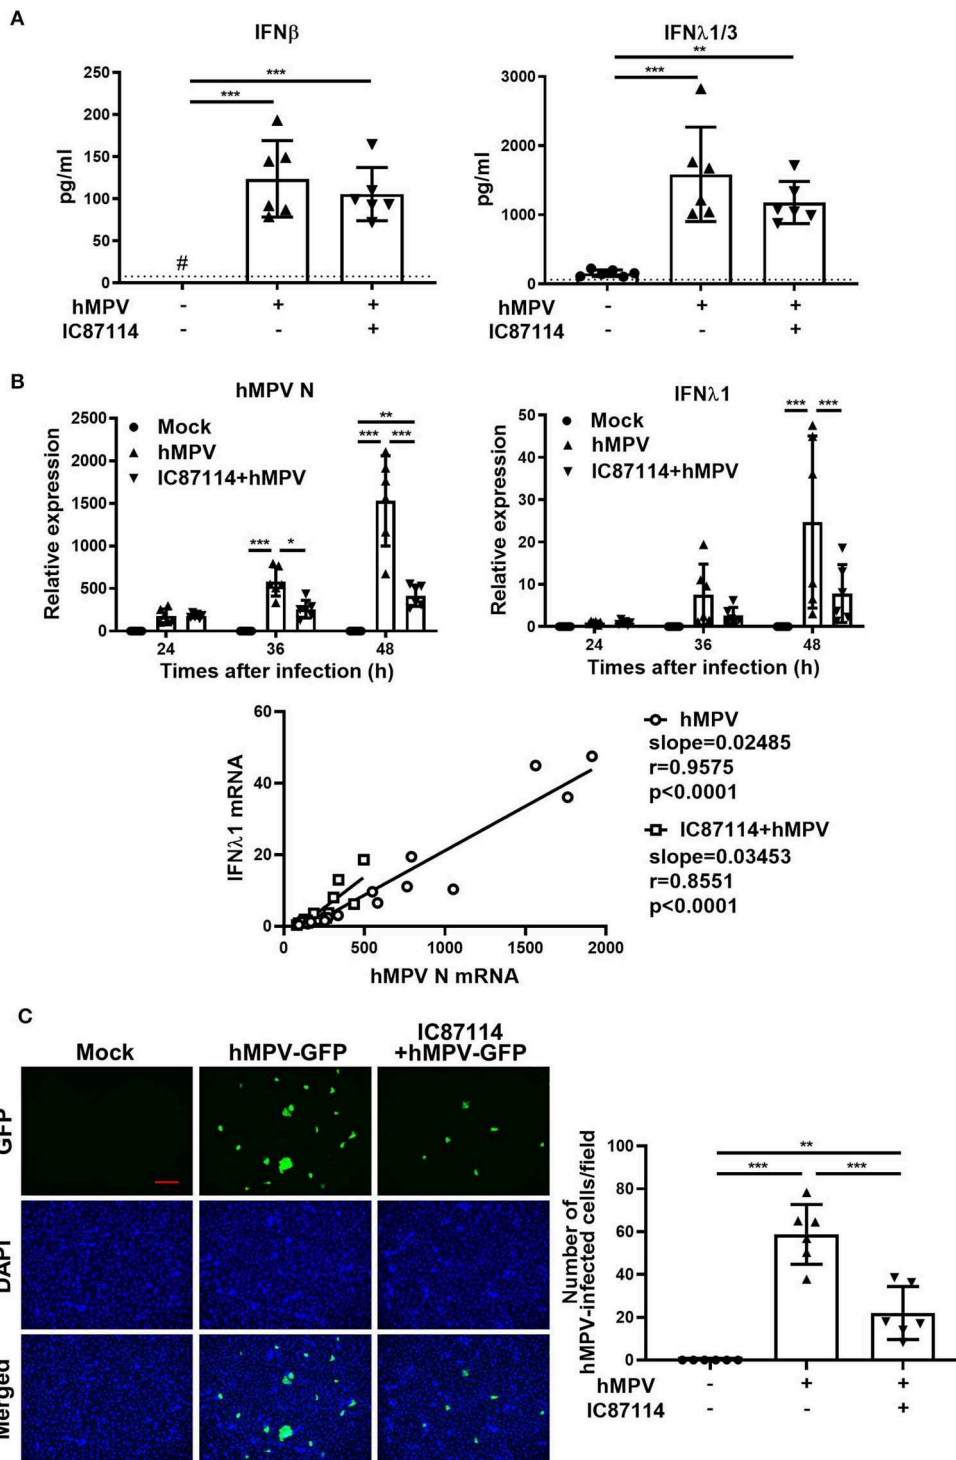 A
IFNβ
IFNλ1/3
***
***
**
***
pg/ml
250
200
150
100
50
0
#
hMPV - + +
IC87114 - - +
pg/ml
3000
2000
1000
0
hMPV - + +
IC87114 - - +
B
hMPV N
Relative expression
2500
2000
1500
1000
500
0
Mock
hMPV
IC87114+hMPV
*** *
**
*** ***
24 36 48
Times after infection (h)
IFNλ1
Relative expression
50
40
30
20
10
0
Mock
hMPV
IC87114+hMPV
*** ***
24 36 48
Times after infection (h)
IFNλ1 mRNA
60
40
20
0
0 500 1000 1500 2000
hMPV N mRNA
hMPV
slope=0.02485
r=0.9575
p<0.0001
IC87114+hMPV
slope=0.03453
r=0.8551
p<0.0001
C
Mock
hMPV-GFP
IC87114
+hMPV-GFP
GFP
DAPI
Merged
Number of
hMPV-infected cells/field
100
80
60
40
20
0
**
*** ***
hMPV - + +
IC87114 - - +